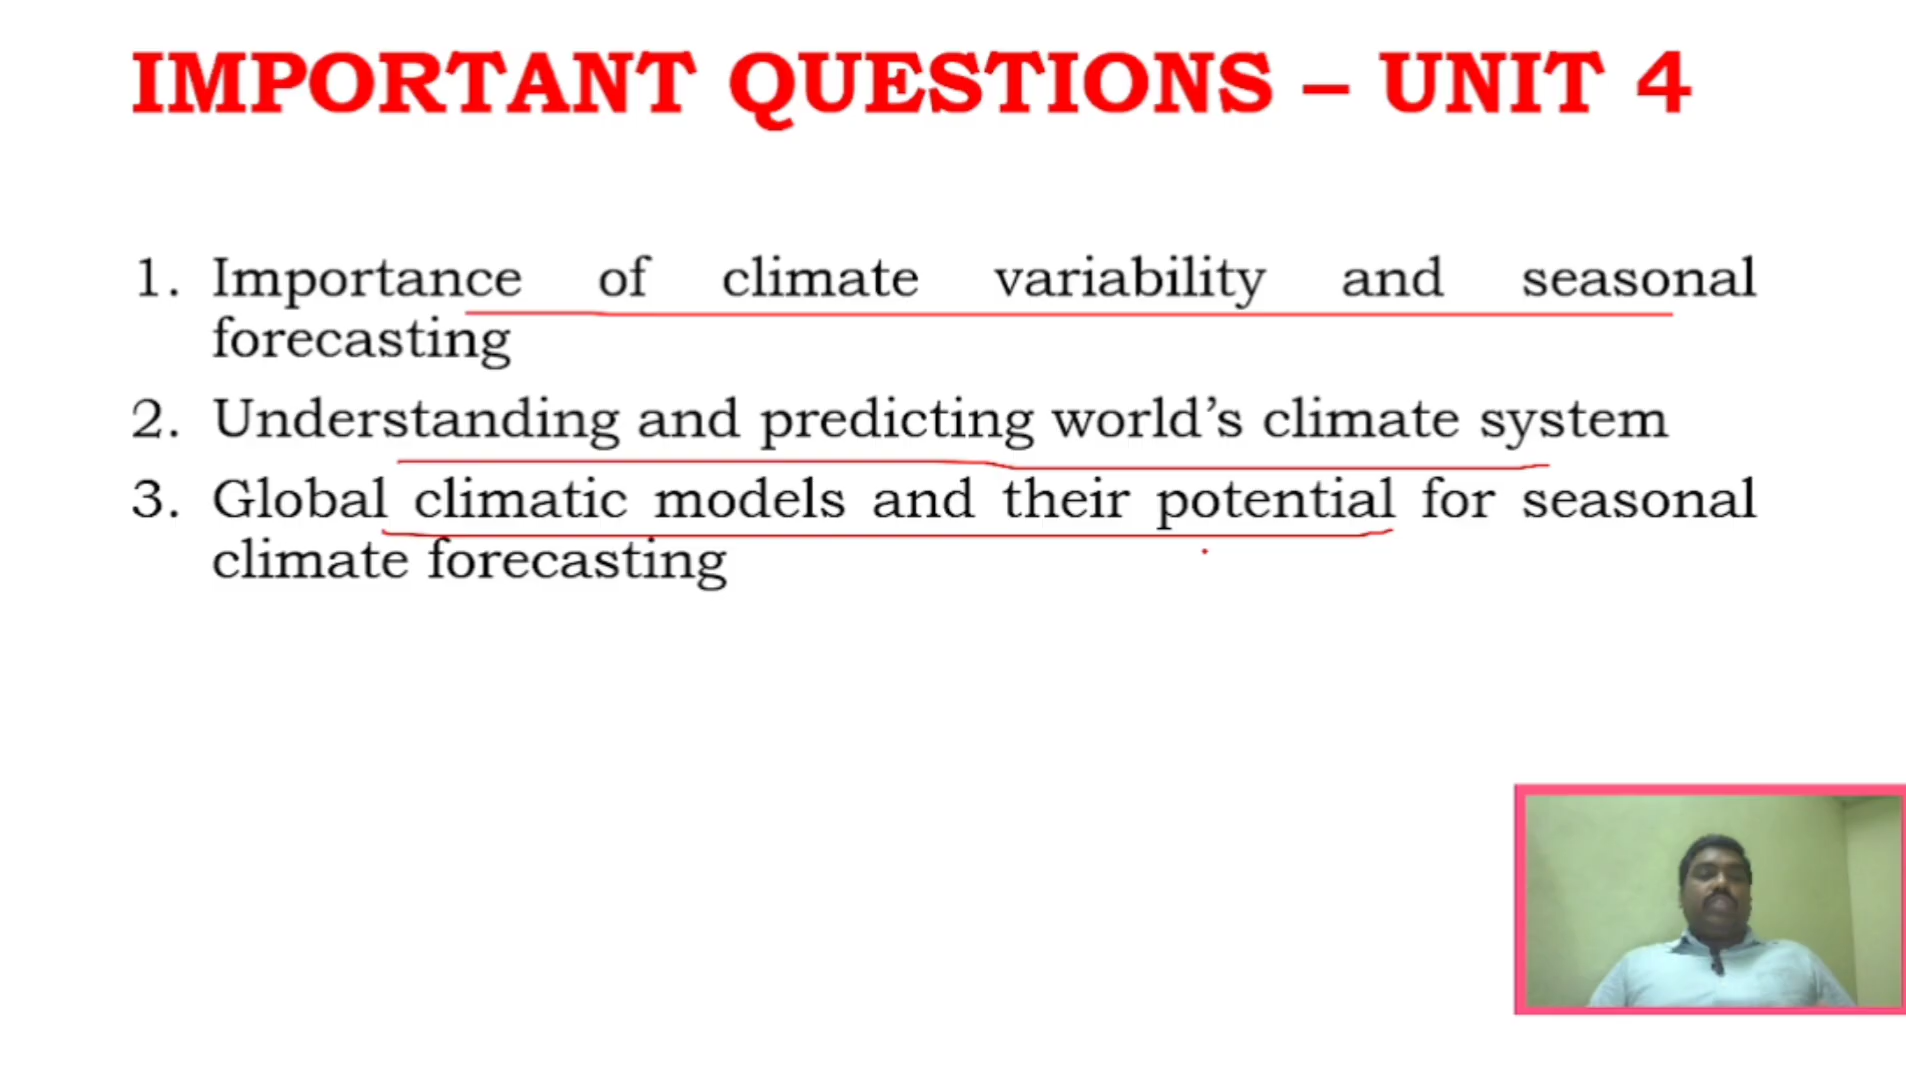 IMPORTANT QUESTIONS – UNIT 4
1. Importance of climate variability and seasonal
forecasting
2. Understanding and predicting world’s climate system
3. Global climatic models and their potential for seasonal
climate forecasting